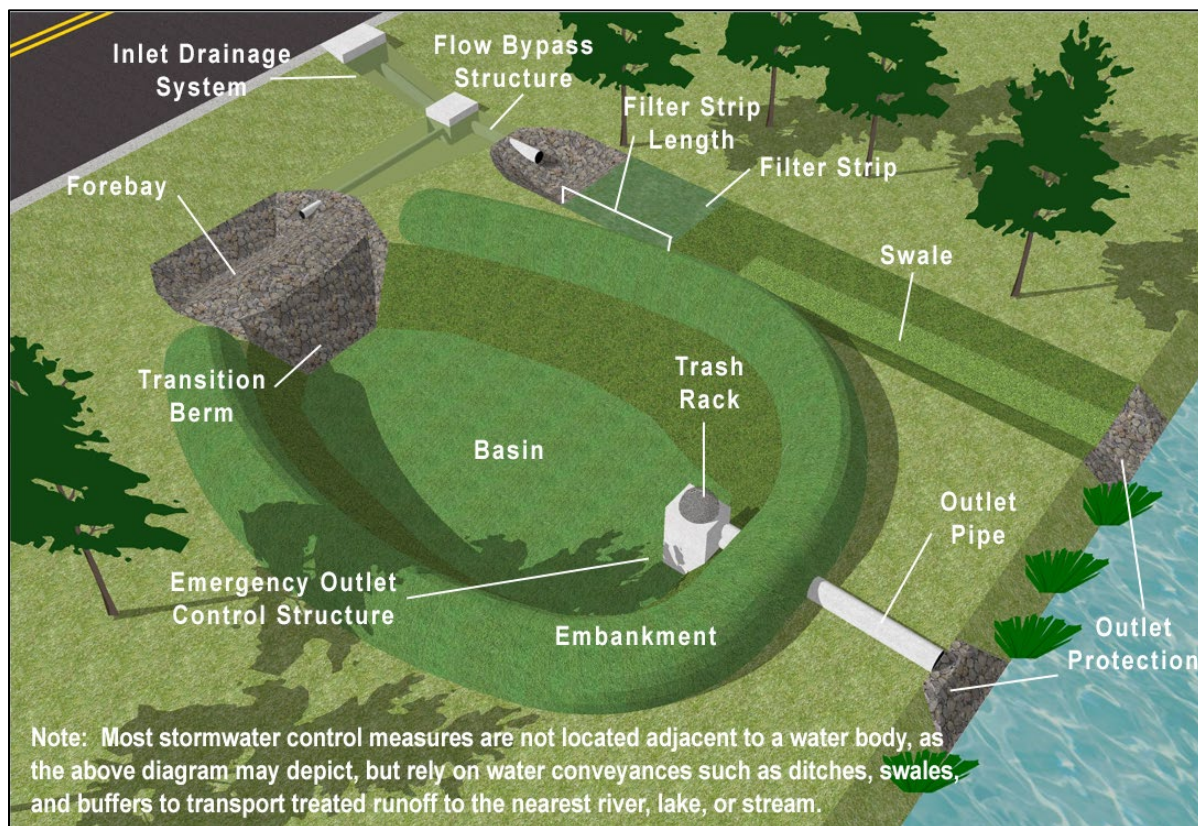 Inlet Drainage
System
Flow Bypass
Structure
Filter Strip
Length
Filter Strip
Forebay
Swale
Transition
Berm
Trash
Rack
Basin
Outlet
Pipe
Emergency Outlet
Control Structure
Embankment
Outlet
Protection
Note: Most stormwater control measures are not located adjacent to a water body, as
the above diagram may depict, but rely on water conveyances such as ditches, swales,
and buffers to transport treated runoff to the nearest river, lake, or stream.